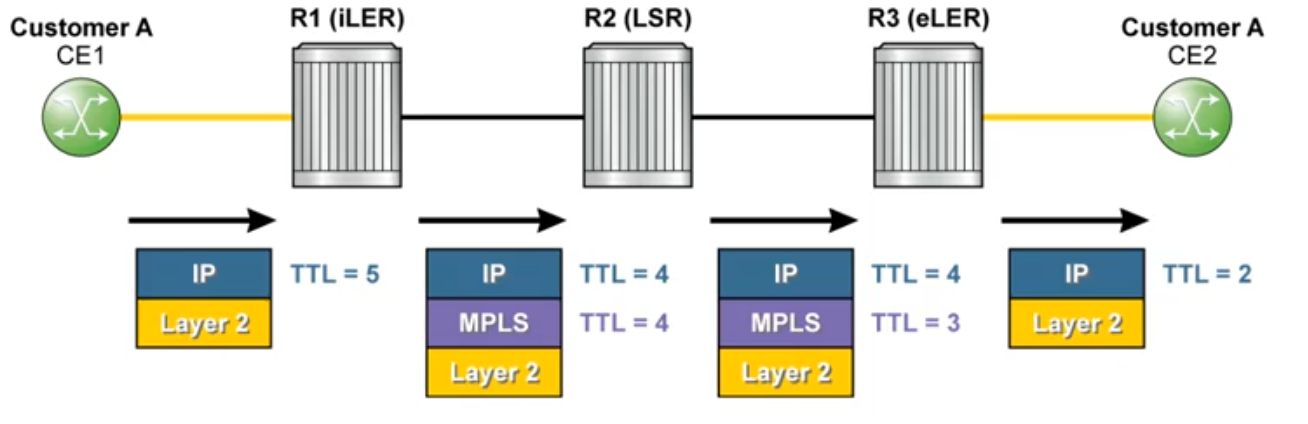 Customer A
CE1
R1 (iLER)
R2 (LSR)
R3 (eLER)
Customer A
CE2
IP
TTL = 5
Layer 2
IP
TTL = 4
MPLS
TTL = 4
Layer 2
IP
TTL = 4
MPLS
TTL = 3
Layer 2
IP
TTL = 2
Layer 2